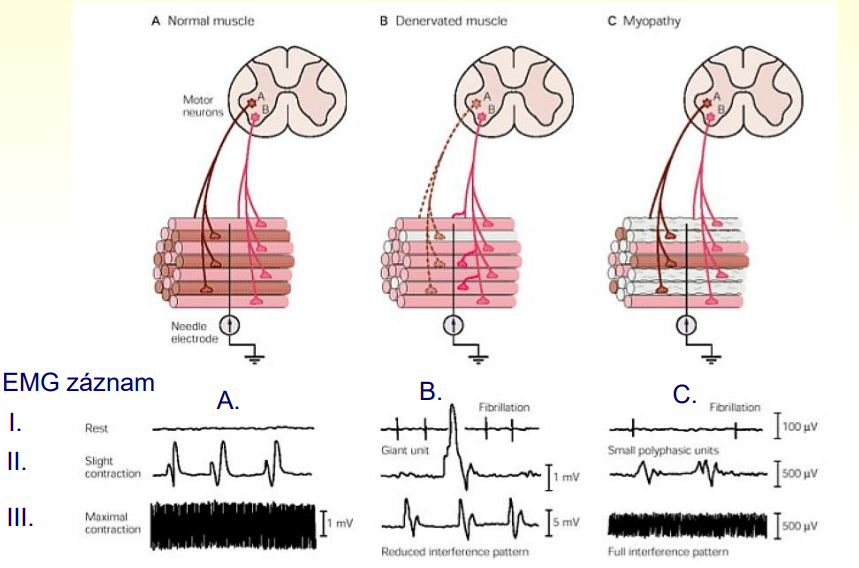 A Normal muscle
B Denervated muscle
C Myopathy
Motor
neurons
A
B
A
B
A
B
Needle
electrode
EMG záznam
A.
B.
C.
I.
Rest
Fibrillation
Fibrillation
100 µV
II.
Slight
contraction
Giant unit
1 mV
Small polyphasic units
500 µV
III.
Maximal
contraction
1 mV
5 mV
Reduced interference pattern
500 µV
Full interference pattern